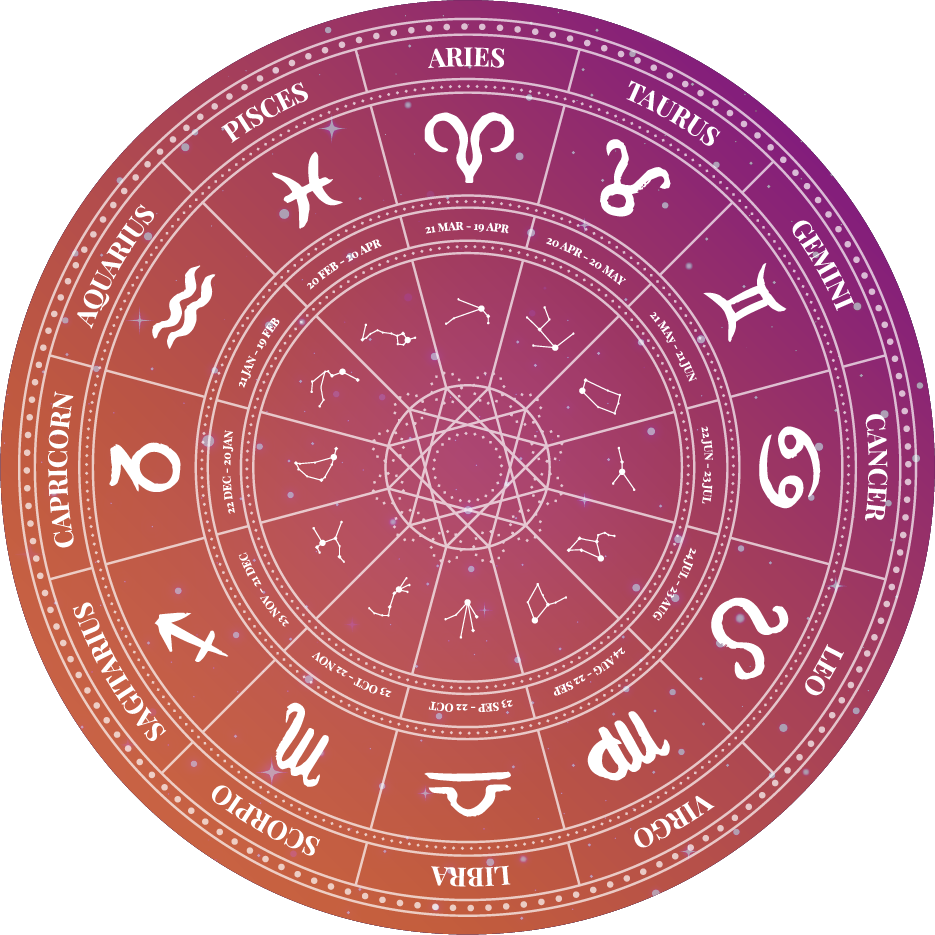 ARIES
TAURUS
GEMINI
CANCER
LEO
VIRGO
LIBRA
SCORPIO
SAGITARIUS
CAPRICORN
AQUARIUS
PISCES
21 MAR - 19 APR
20 APR - 20 MAY
21 MAY - 21 JUN
22 JUN - 23 JUL
24 JUL - 23 AUG
24 AUG - 22 SEP
23 SEP - 22 OCT
23 OCT - 22 NOV
23 NOV - 21 DEC
22 DEC - 20 JAN
21 JAN - 19 FEB
20 FEB - 20 APR